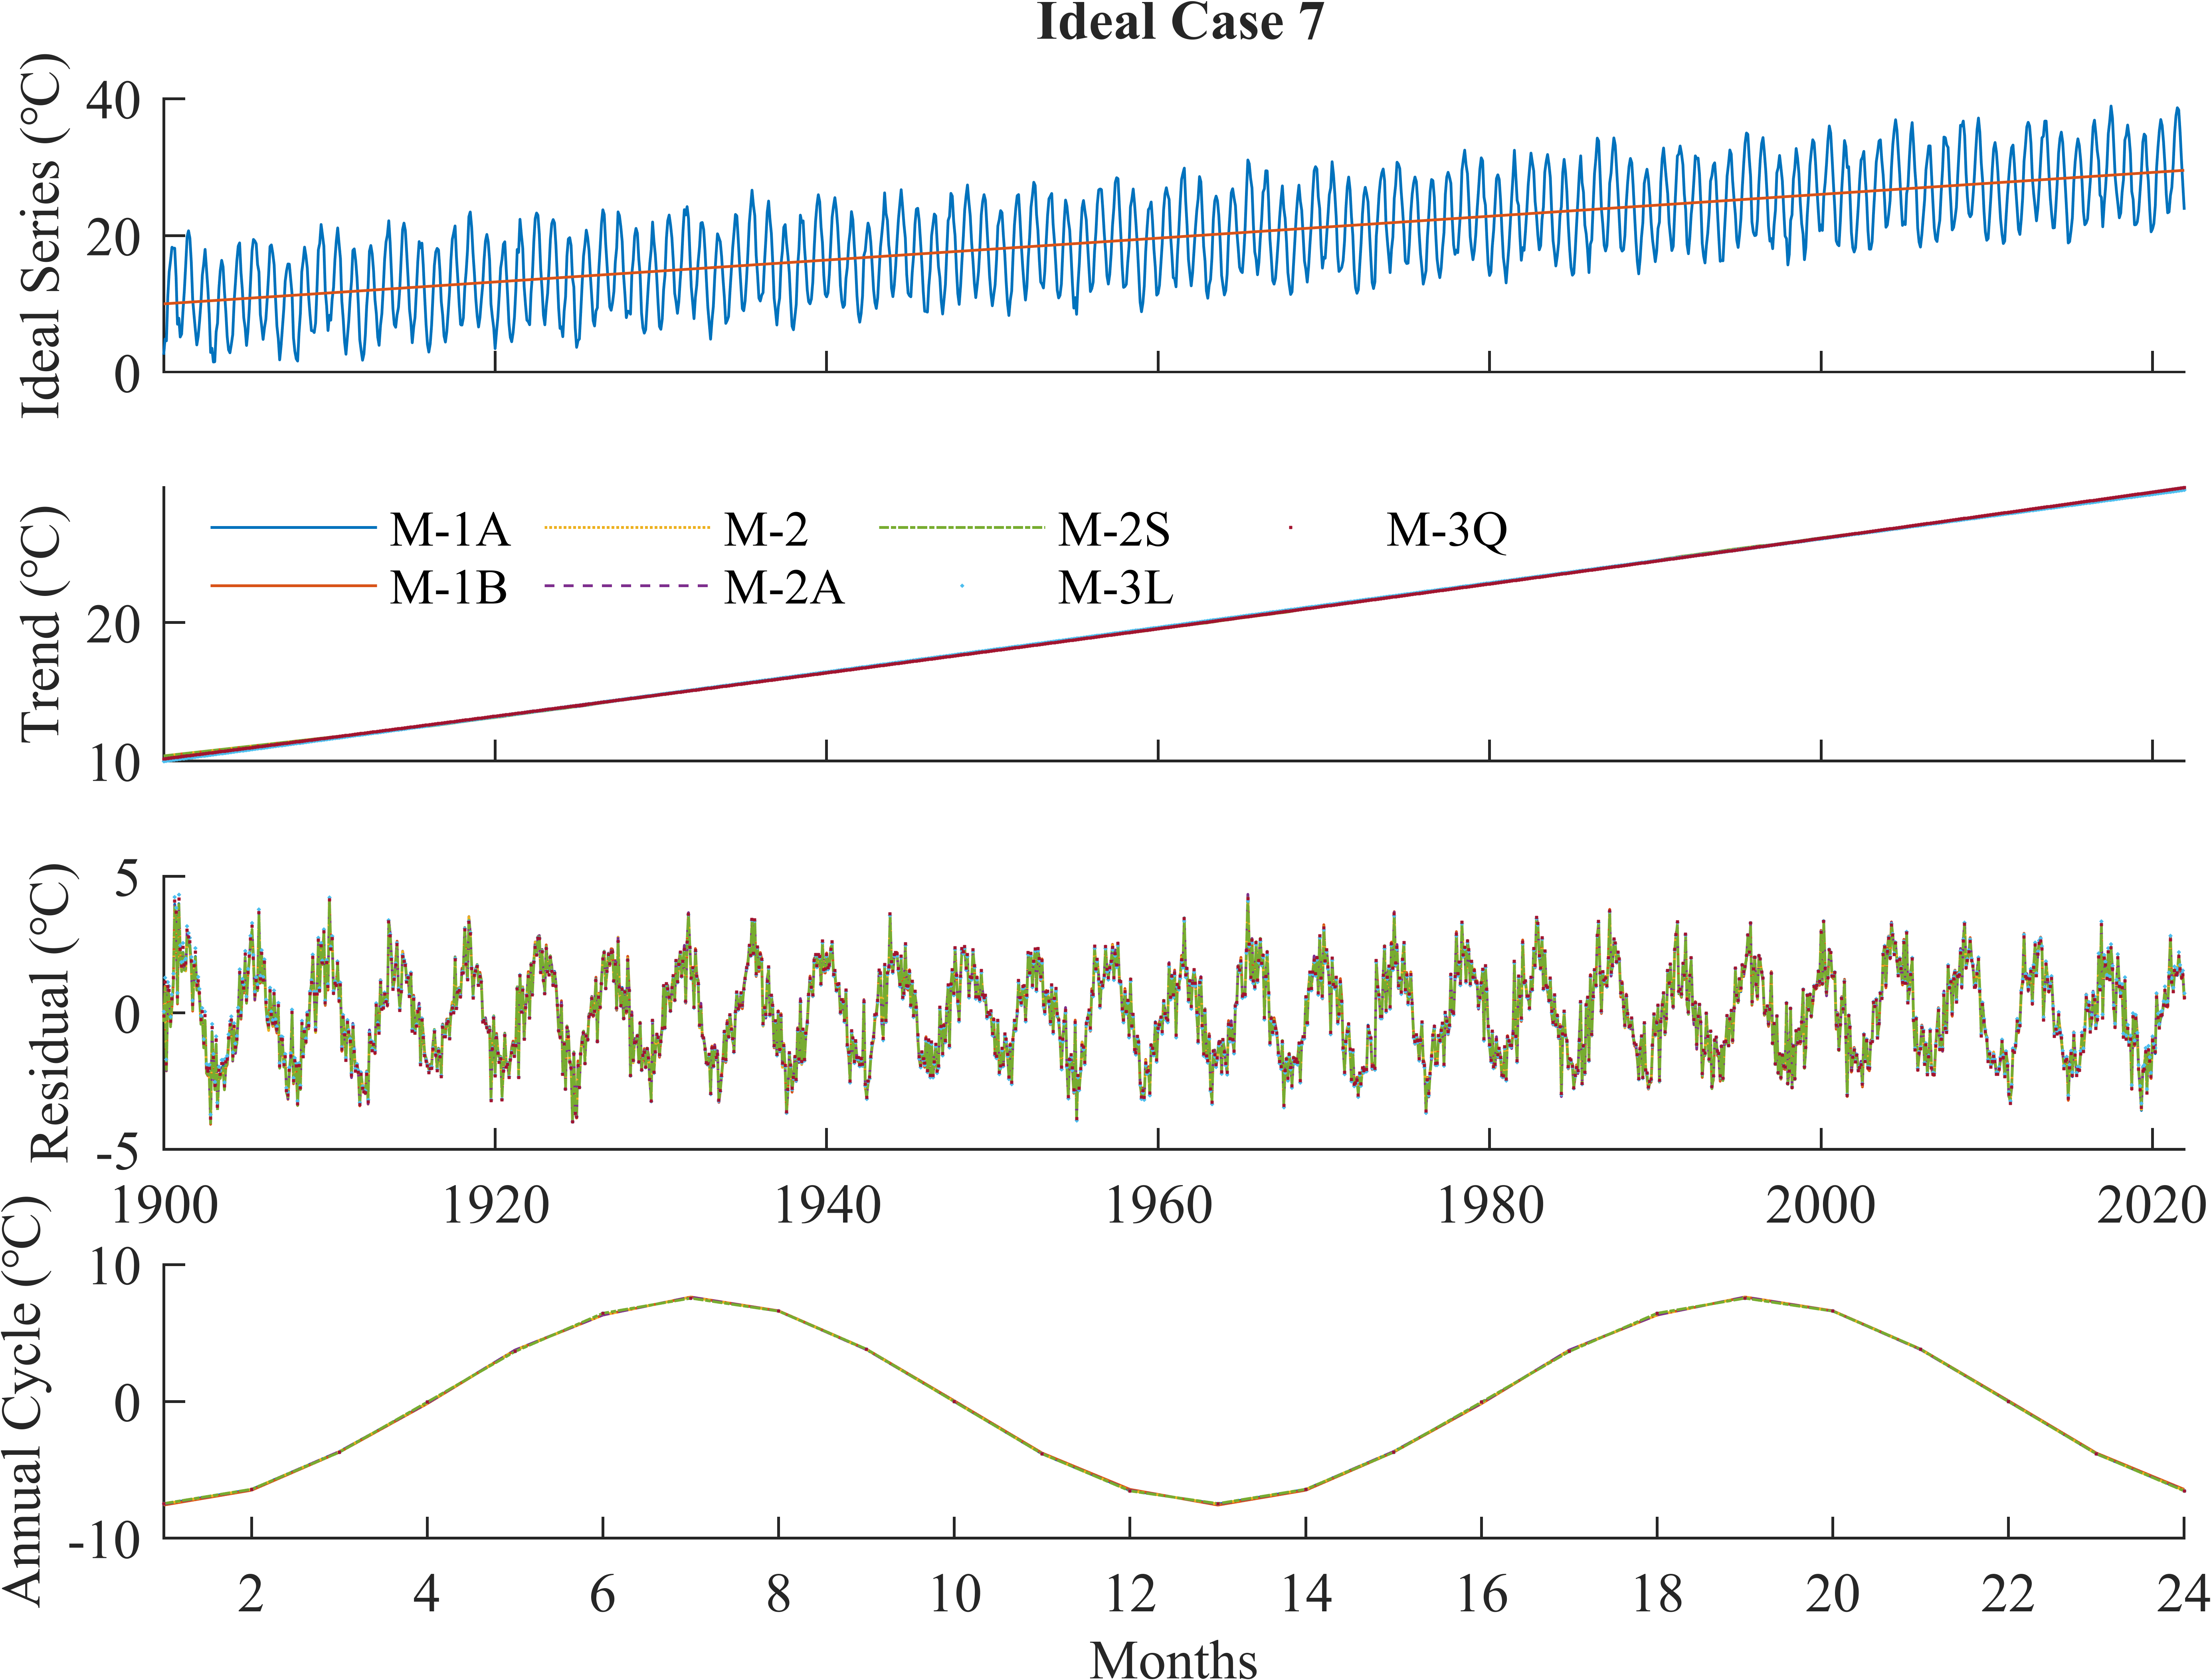 Ideal Case 7
Ideal Series (°C)
40
20
0
Trend (°C)
20
10
M-1A
M-2
M-2S
M-3Q
M-1B
M-2A
M-3L
Residual (°C)
5
0
-5
1900 1920 1940 1960 1980 2000 2020
Annual Cycle (°C)
10
0
-10
2 4 6 8 10 12 14 16 18 20 22 24
Months